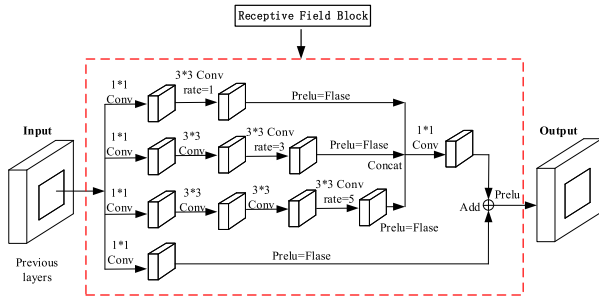 Receptive Field Block
Input
Previous
layers
1*1
Conv
3*3 Conv
rate=1
Prelu=Flase
1*1
Conv
3*3
Conv
3*3 Conv
rate=3
Prelu=Flase
Concat
1*1
Conv
1*1
Conv
3*3
Conv
3*3
Conv
3*3 Conv
rate=5
Prelu=Flase
1*1
Conv
Prelu=Flase
Add
Prelu
Output